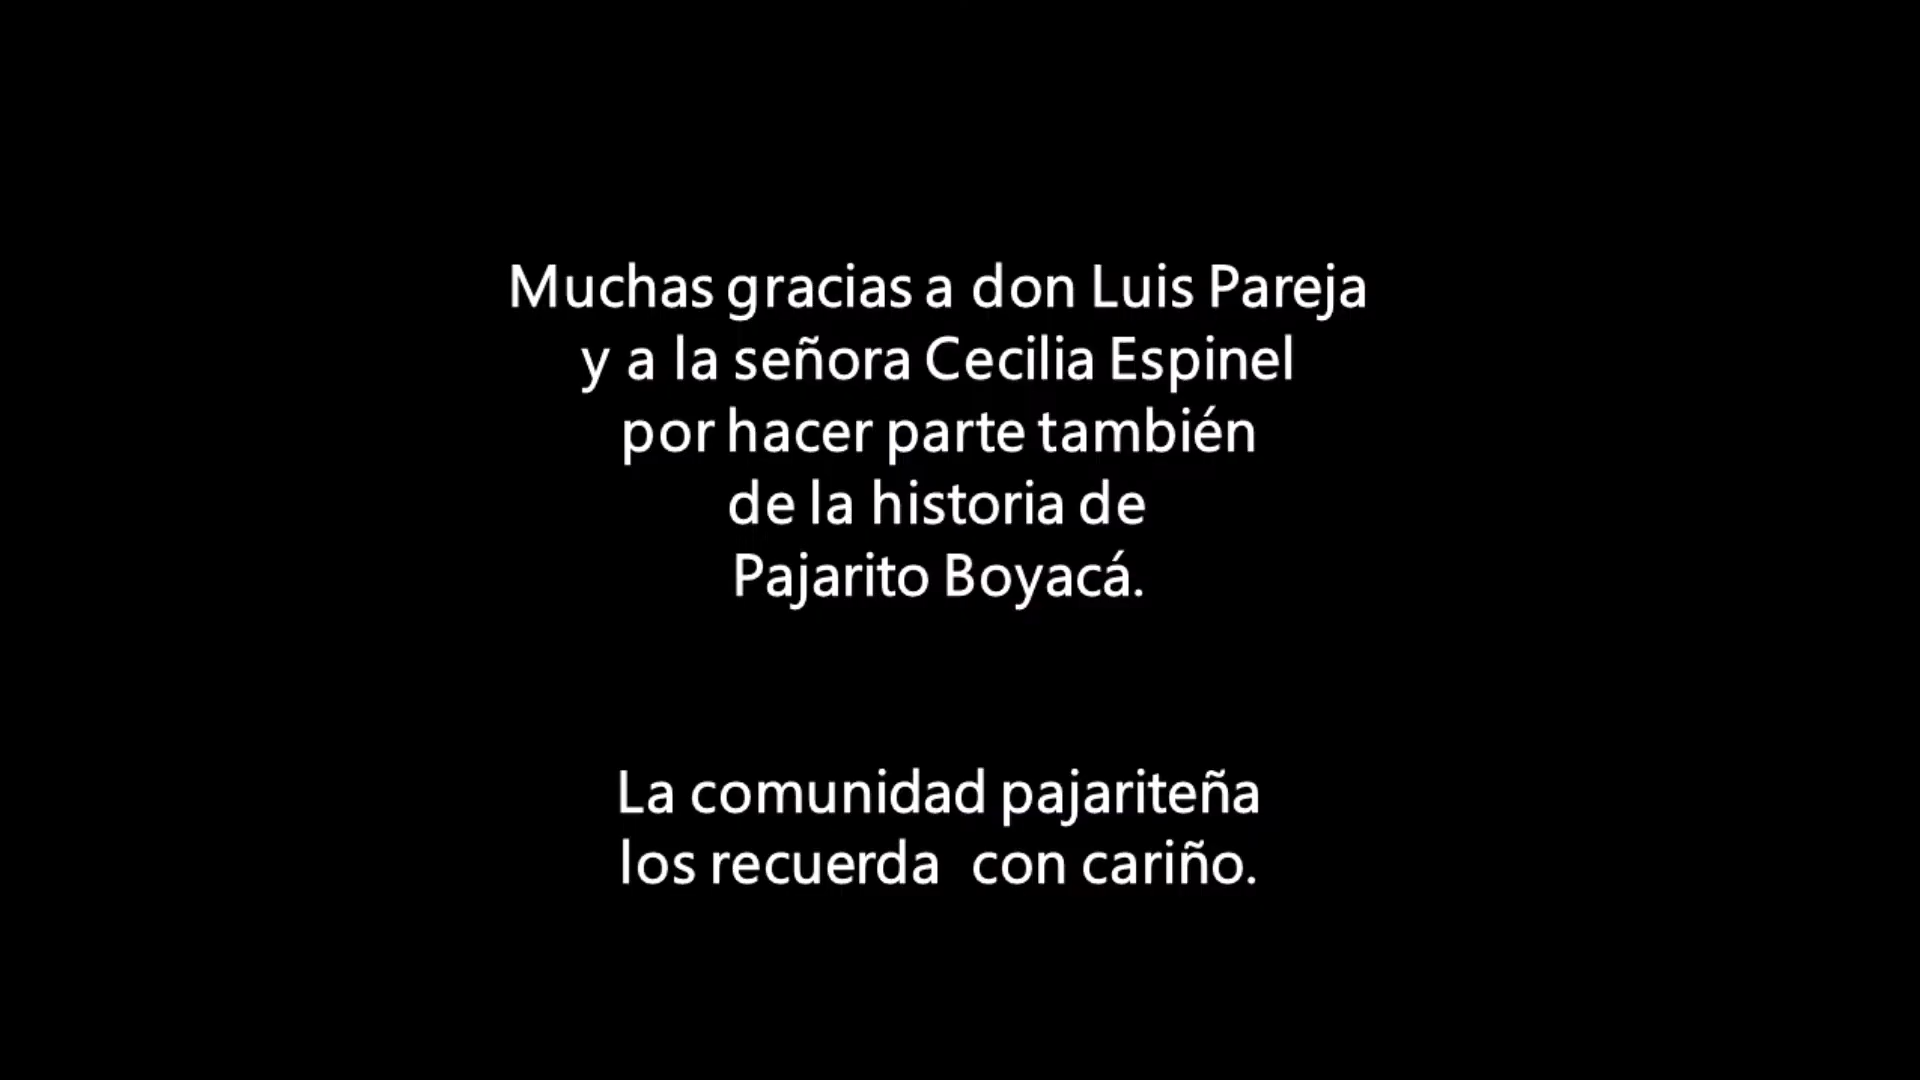 Muchas gracias a don Luis Pareja
y a la señora Cecilia Espinel
por hacer parte también
de la historia de
Pajarito Boyacá.
La comunidad pajariteña
los recuerda  con cariño.